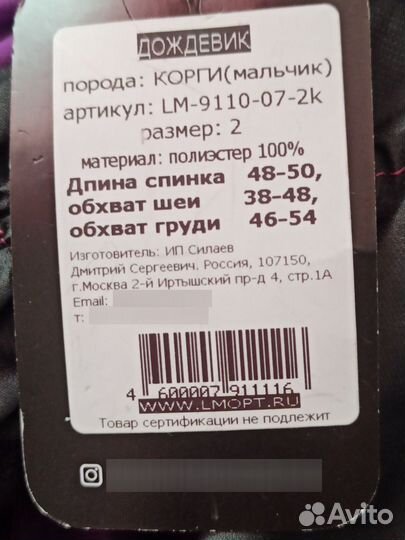 ДОЖДЕВИК
порода: КОРГИ(мальчик)
артикул: LM-9110-07-2k
размер: 2
материал: полиэстер 100%
Длина спинка 48-50,
обхват шеи 38-48,
обхват груди 46-54
Изготовитель: ИП Силаев
Дмитрий Сергеевич. Россия, 107150,
г.Москва 2-й Иртышский пр-д 4, стр.1А
Email:
т:
4 600007 911116
WWW.LMOPT.RU
Товар сертификации не подлежит
Avito